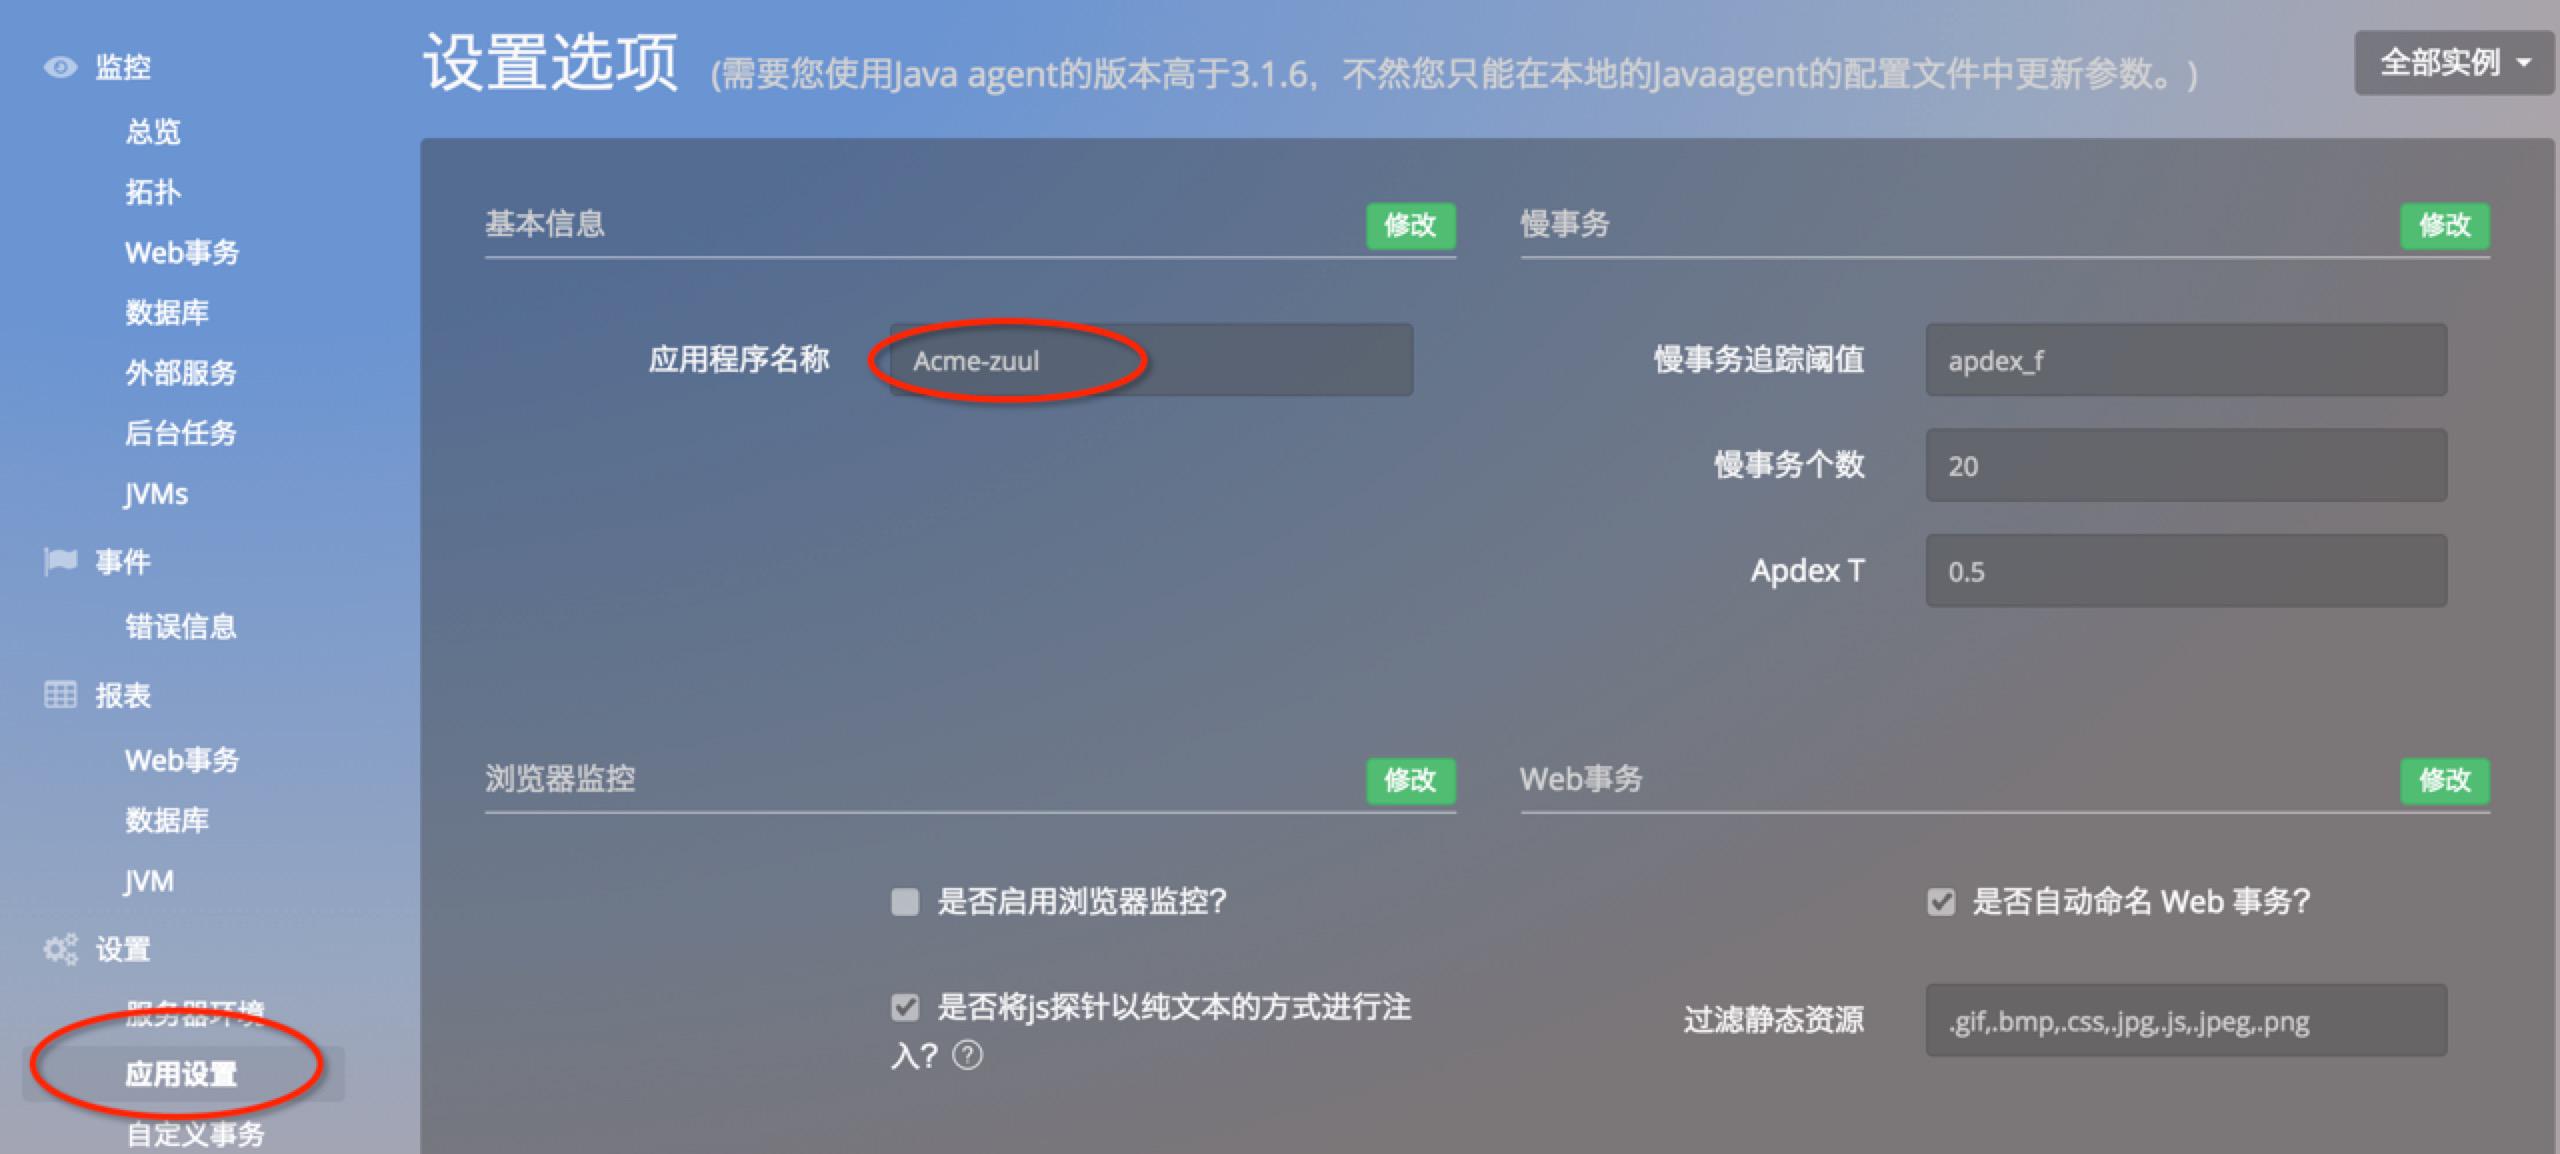 监控
总览
拓扑
Web事务
数据库
外部服务
后台任务
JVMs
事件
错误信息
报表
Web事务
数据库
JVM
设置
服务器环境
应用设置
自定义事务
设置选项 (需要您使用Java agent的版本高于3.1.6，不然您只能在本地的Javaagent的配置文件中更新参数。)
全部实例
基本信息 修改
应用程序名称 Acme-zuul
慢事务 修改
慢事务追踪阈值 apdex_f
慢事务个数 20
Apdex T 0.5
浏览器监控 修改
是否启用浏览器监控?
是否将js探针以纯文本的方式进行注
入? ?
Web事务 修改
是否自动命名 Web 事务?
过滤静态资源 .gif,.bmp,.css,.jpg,.js,.jpeg,.png